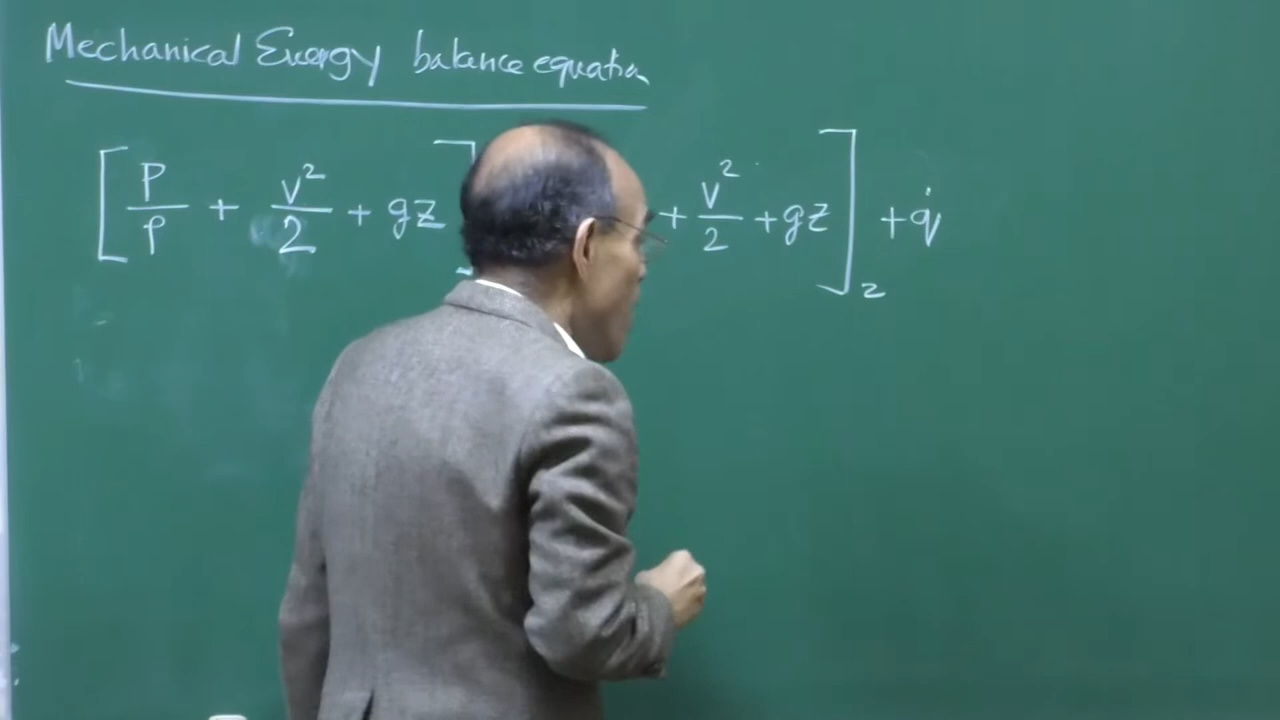 Mechanical Energy balance equation
[ P/ρ + v²/2 + gz ] + v²/2 + gz ]₂ + q̇